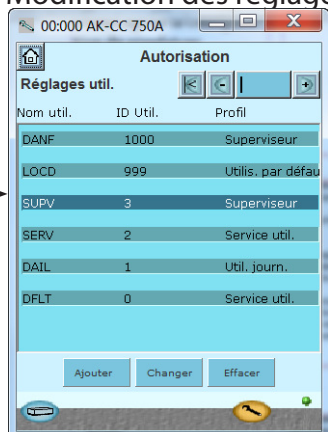 Modification des réglage
00:000 AK-CC 750A
Autorisation
Réglages util.
Nom util. ID Util. Profil
DANF 1000 Superviseur
LOCD 999 Utilis. par défau
SUPV 3 Superviseur
SERV 2 Service util.
DAIL 1 Util. journ.
DFLT 0 Service util.
Ajouter Changer Effacer